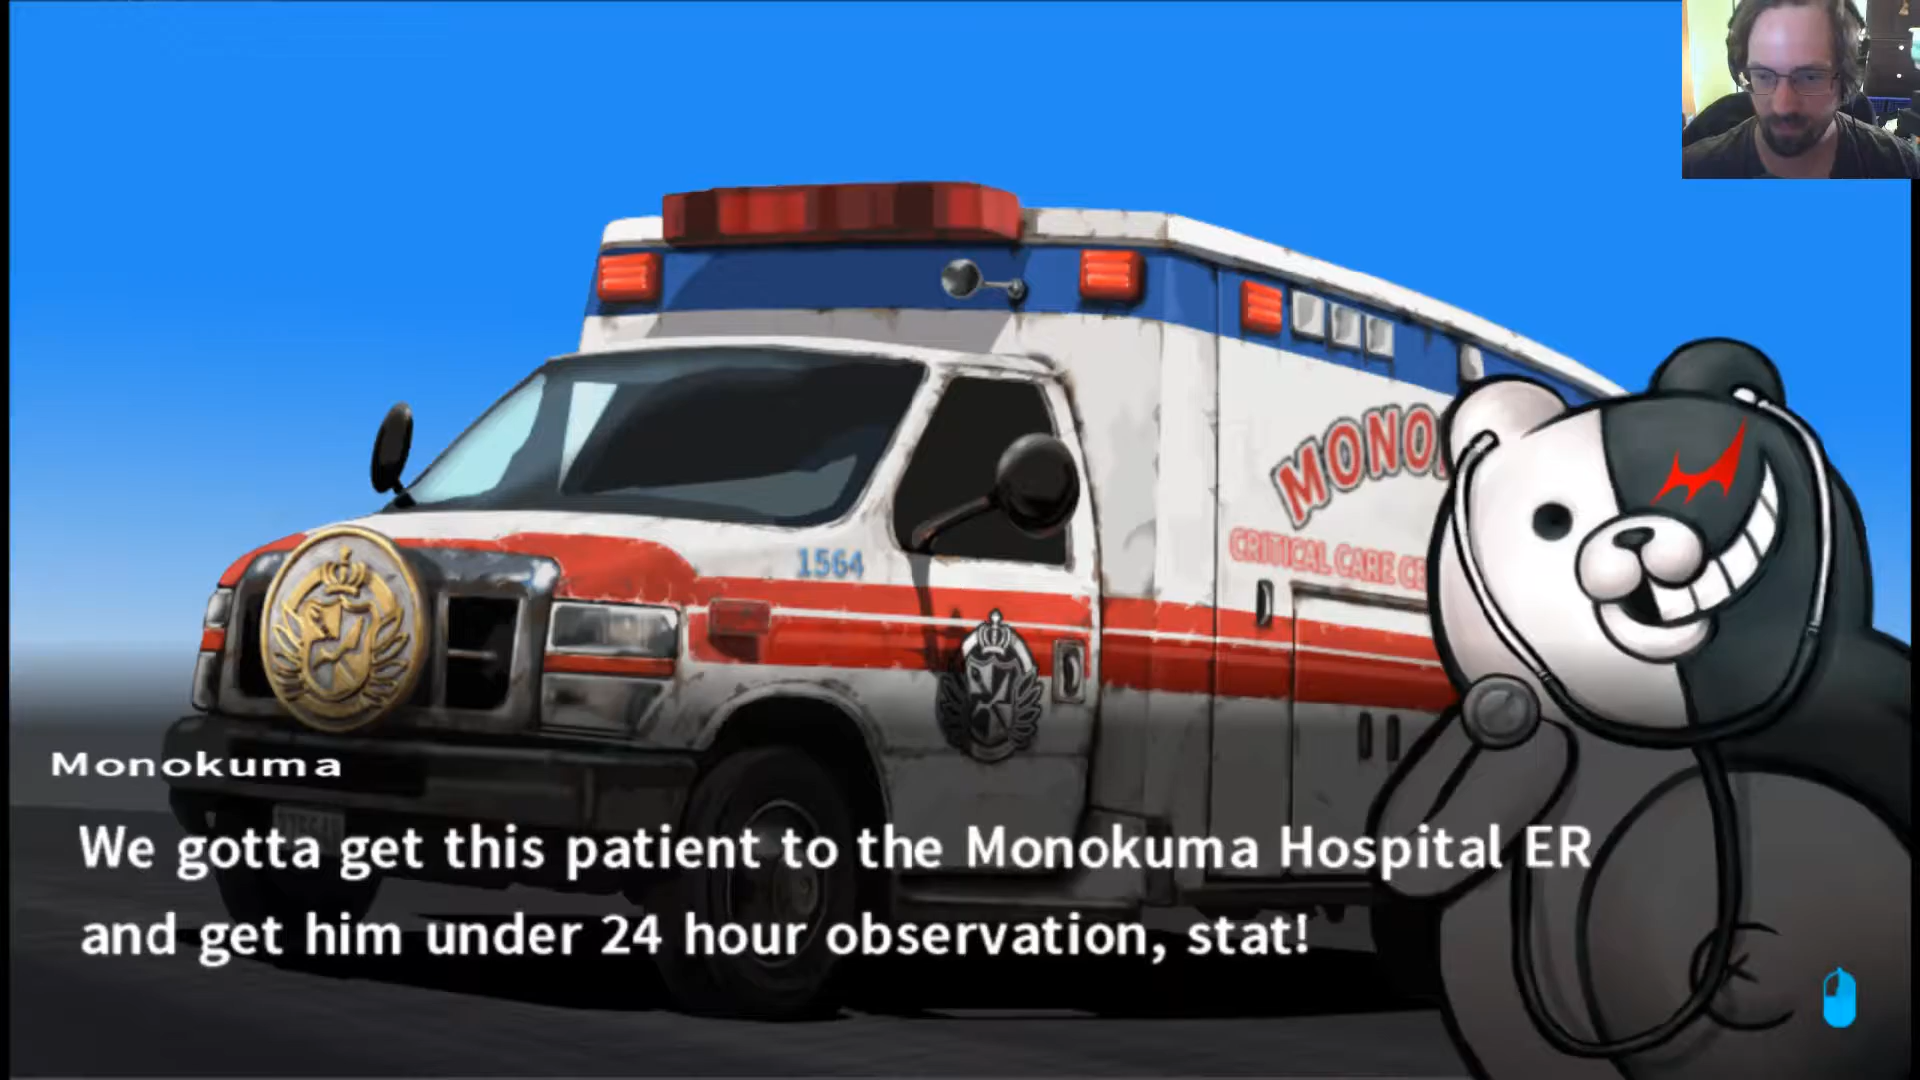 MONO
CRITICAL CARE CE
1564
Monokuma
We gotta get this patient to the Monokuma Hospital ER
and get him under 24 hour observation, stat!